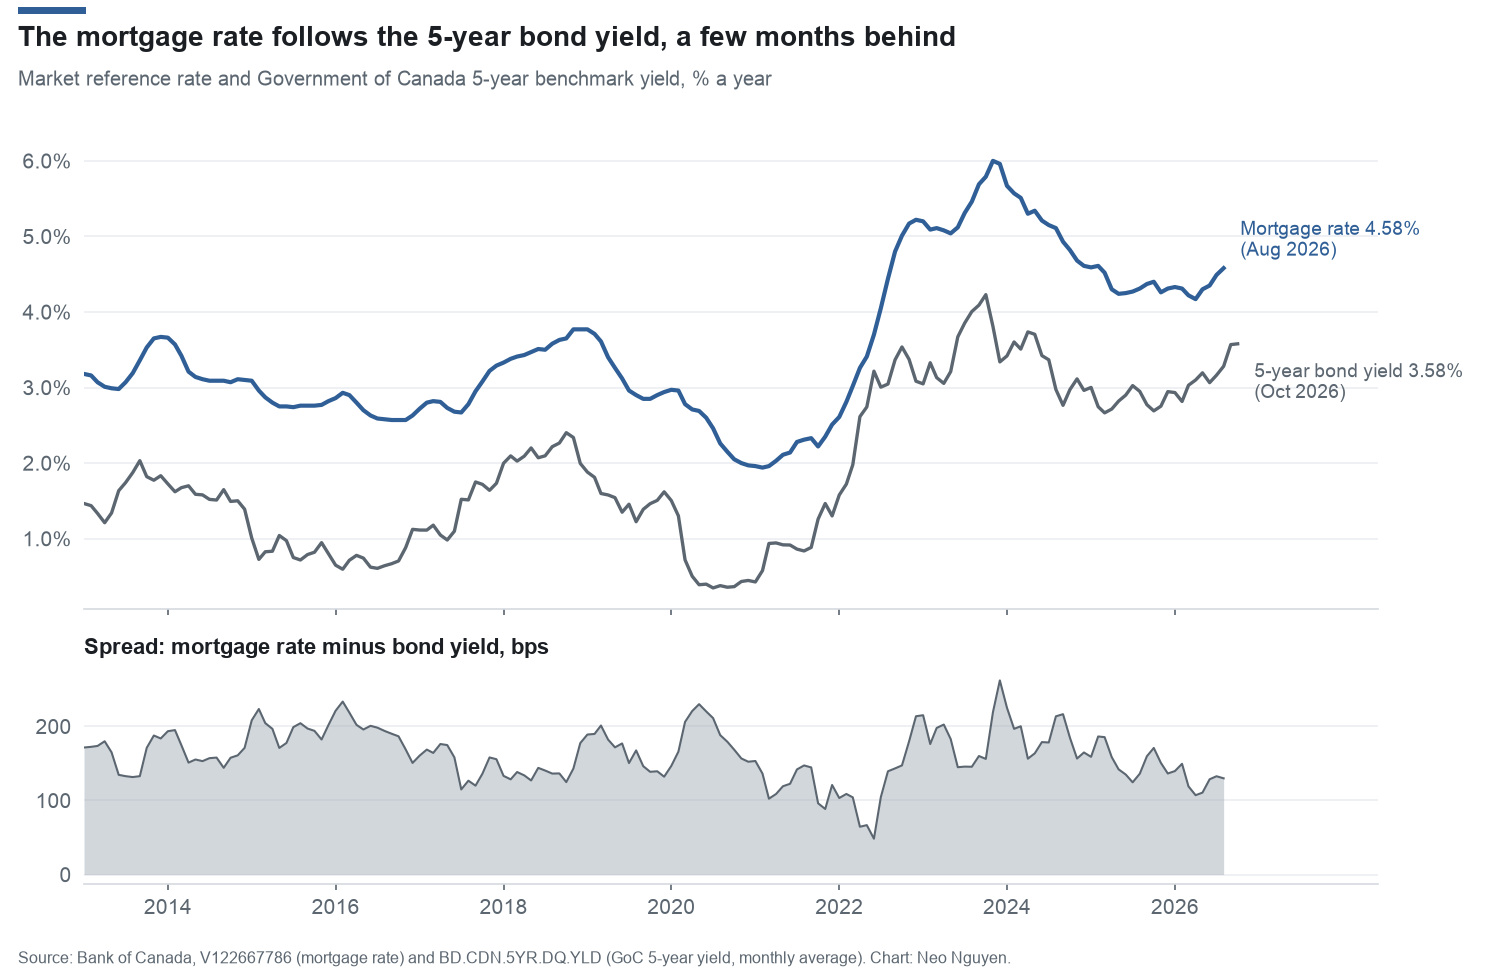 The mortgage rate follows the 5-year bond yield, a few months behind
Market reference rate and Government of Canada 5-year benchmark yield, % a year
6.0%
5.0%
4.0%
3.0%
2.0%
1.0%
Mortgage rate 4.58%
(Aug 2026)
5-year bond yield 3.58%
(Oct 2026)
Spread: mortgage rate minus bond yield, bps
200
100
0
2014 2016 2018 2020 2022 2024 2026
Source: Bank of Canada, V122667786 (mortgage rate) and BD.CDN.5YR.DQ.YLD (GoC 5-year yield, monthly average). Chart: Neo Nguyen.